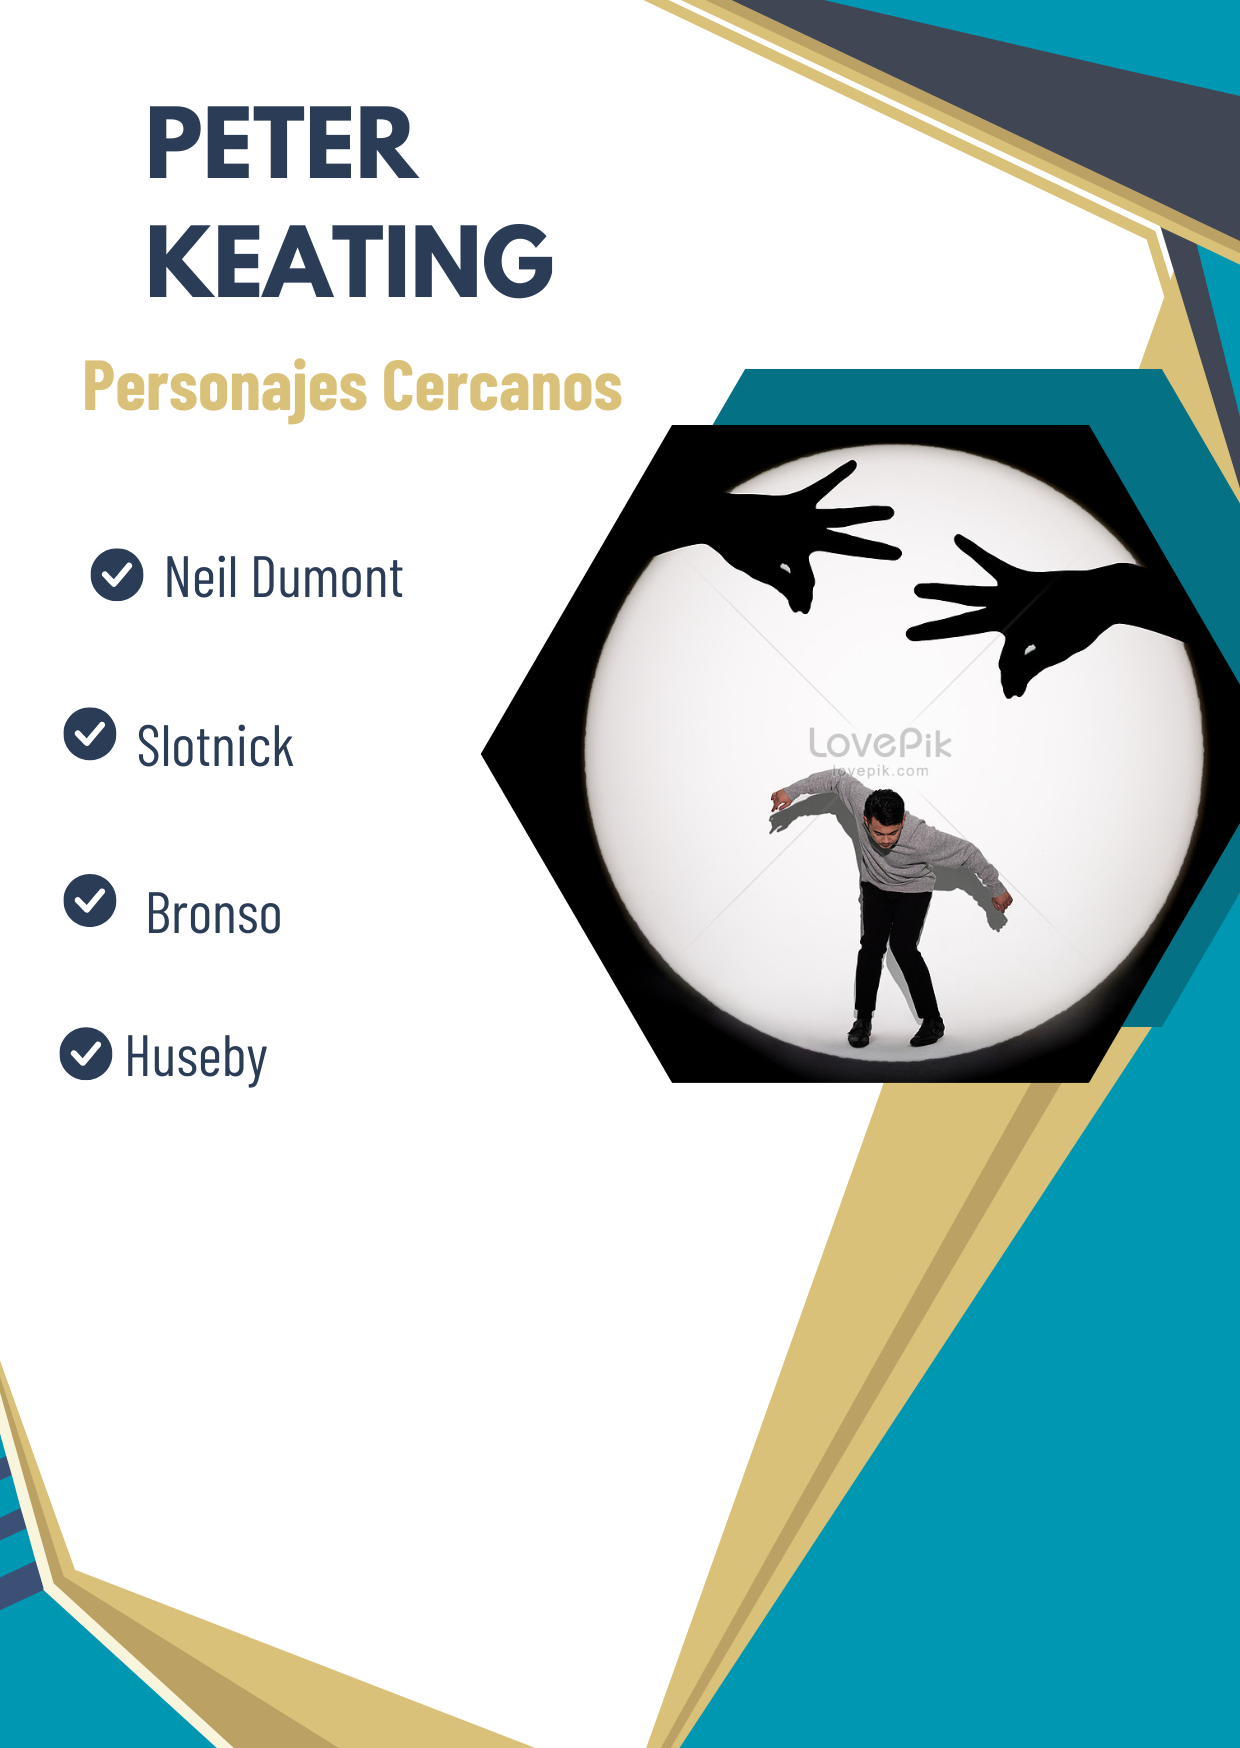 PETER
KEATING
Personajes Cercanos
Neil Dumont
Slotnick
Bronso
Huseby
LovePik
lovepik.com